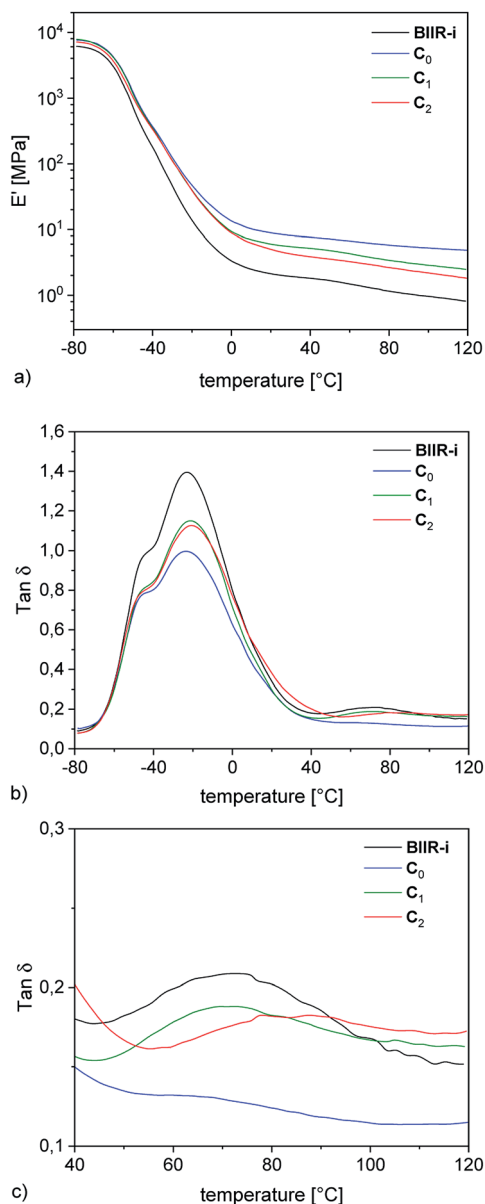 10⁴
10³
10²
10¹
10⁰
E' [MPa]
BIIR-i
C₀
C₁
C₂
-80 -40 0 40 80 120
temperature [°C]
a)
1,6
1,4
1,2
1,0
0,8
0,6
0,4
0,2
0,0
Tan δ
BIIR-i
C₀
C₁
C₂
-80 -40 0 40 80 120
temperature [°C]
b)
0,3
0,2
0,1
Tan δ
BIIR-i
C₀
C₁
C₂
40 60 80 100 120
temperature [°C]
c)